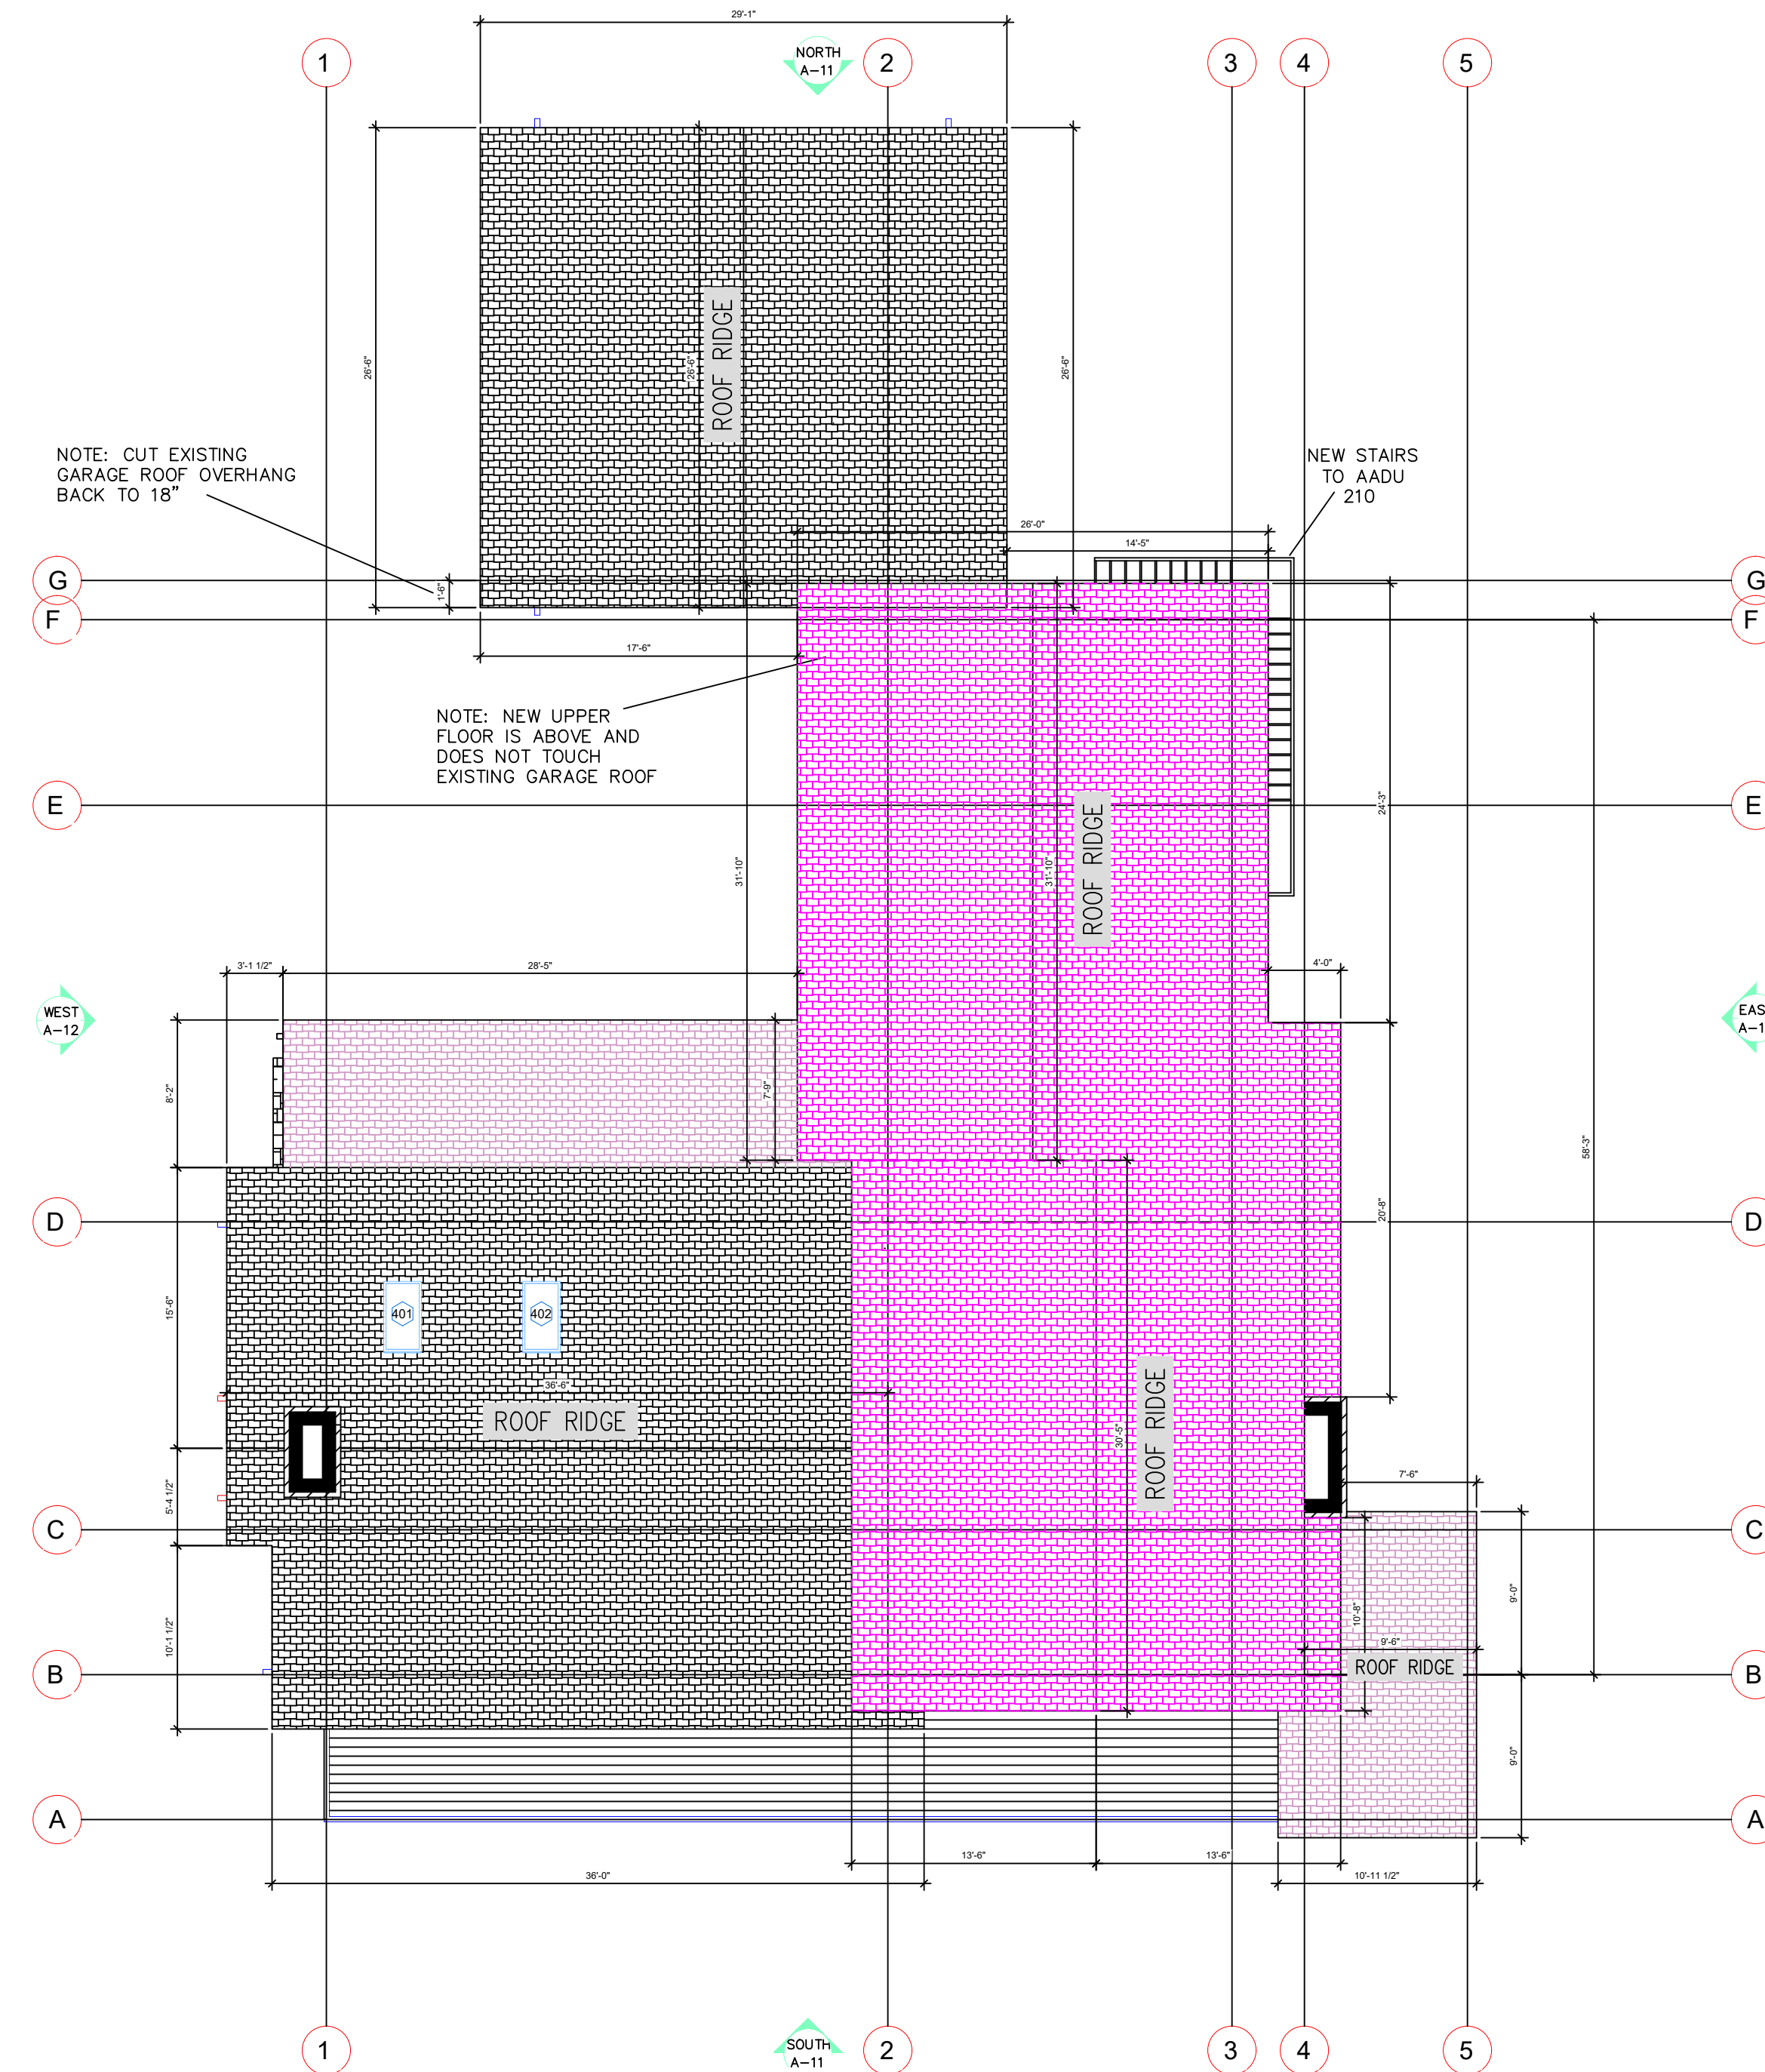 29'-1"
1
NORTH
A-11
2
3
4
5
26'-6"
26'-6"
26'-6"
ROOF RIDGE
NOTE: CUT EXISTING
GARAGE ROOF OVERHANG
BACK TO 18"
NEW STAIRS
TO AADU
210
26'-0"
14'-5"
G
1'-6"
G
F
F
17'-6"
NOTE: NEW UPPER
FLOOR IS ABOVE AND
DOES NOT TOUCH
EXISTING GARAGE ROOF
E
E
24'-3"
ROOF RIDGE
31'-10"
31'-10"
3'-1 1/2"
28'-5"
4'-0"
WEST
A-12
EAS
A-1
8'-2"
7'-9"
58'-3"
D
D
20'-8"
15'-6"
401
402
36'-6"
ROOF RIDGE
ROOF RIDGE
30'-5"
7'-6"
5'-4 1/2"
C
C
9'-0"
10'-8"
10'-1 1/2"
9'-6"
ROOF RIDGE
B
B
9'-0"
A
A
13'-6"
13'-6"
36'-0"
10'-11 1/2"
1
SOUTH
A-11
2
3
4
5